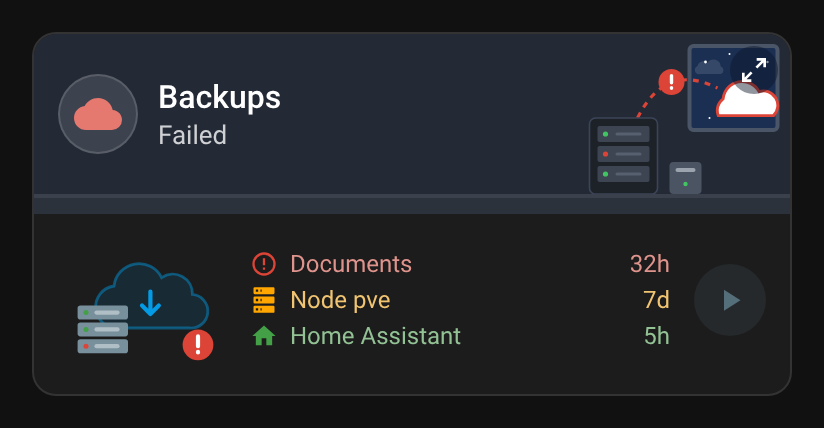 Backups
Failed
Documents 32h
Node pve 7d
Home Assistant 5h